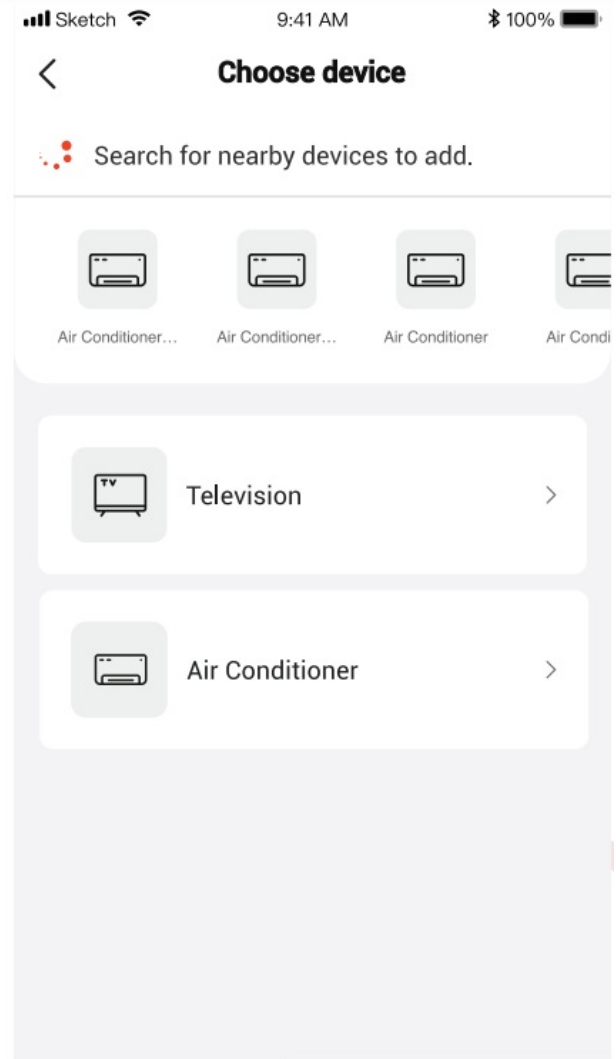 Sketch 9:41 AM 100%
Choose device
Search for nearby devices to add.
Air Conditioner... Air Conditioner... Air Conditioner Air Condi
TV
Television
Air Conditioner